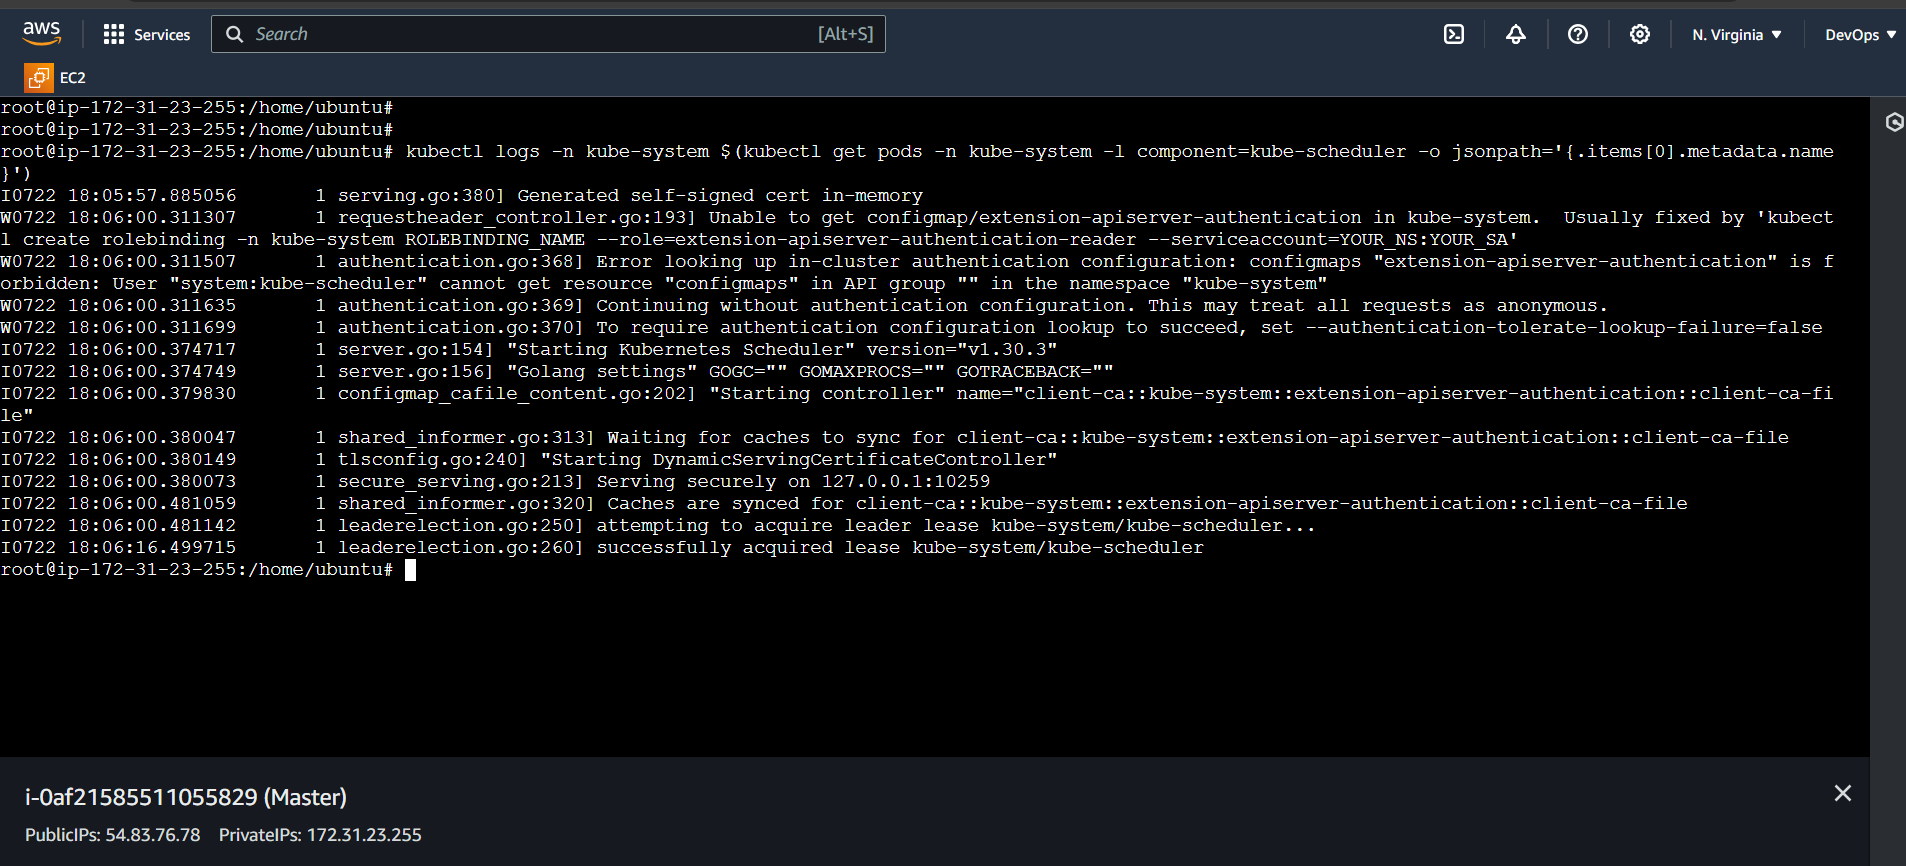 aws
Services
Search
[Alt+S]
N. Virginia
DevOps
EC2
root@ip-172-31-23-255:/home/ubuntu#
root@ip-172-31-23-255:/home/ubuntu#
root@ip-172-31-23-255:/home/ubuntu# kubectl logs -n kube-system $(kubectl get pods -n kube-system -l component=kube-scheduler -o jsonpath='{.items[0].metadata.name
}')
I0722 18:05:57.885056       1 serving.go:380] Generated self-signed cert in-memory
W0722 18:06:00.311307       1 requestheader_controller.go:193] Unable to get configmap/extension-apiserver-authentication in kube-system.  Usually fixed by 'kubect
l create rolebinding -n kube-system ROLEBINDING_NAME --role=extension-apiserver-authentication-reader --serviceaccount=YOUR_NS:YOUR_SA'
W0722 18:06:00.311507       1 authentication.go:368] Error looking up in-cluster authentication configuration: configmaps "extension-apiserver-authentication" is f
orbidden: User "system:kube-scheduler" cannot get resource "configmaps" in API group "" in the namespace "kube-system"
W0722 18:06:00.311635       1 authentication.go:369] Continuing without authentication configuration. This may treat all requests as anonymous.
W0722 18:06:00.311699       1 authentication.go:370] To require authentication configuration lookup to succeed, set --authentication-tolerate-lookup-failure=false
I0722 18:06:00.374717       1 server.go:154] "Starting Kubernetes Scheduler" version="v1.30.3"
I0722 18:06:00.374749       1 server.go:156] "Golang settings" GOGC="" GOMAXPROCS="" GOTRACEBACK=""
I0722 18:06:00.379830       1 configmap_cafile_content.go:202] "Starting controller" name="client-ca::kube-system::extension-apiserver-authentication::client-ca-fi
le"
I0722 18:06:00.380047       1 shared_informer.go:313] Waiting for caches to sync for client-ca::kube-system::extension-apiserver-authentication::client-ca-file
I0722 18:06:00.380149       1 tlsconfig.go:240] "Starting DynamicServingCertificateController"
I0722 18:06:00.380073       1 secure_serving.go:213] Serving securely on 127.0.0.1:10259
I0722 18:06:00.481059       1 shared_informer.go:320] Caches are synced for client-ca::kube-system::extension-apiserver-authentication::client-ca-file
I0722 18:06:00.481142       1 leaderelection.go:250] attempting to acquire leader lease kube-system/kube-scheduler...
I0722 18:06:16.499715       1 leaderelection.go:260] successfully acquired lease kube-system/kube-scheduler
root@ip-172-31-23-255:/home/ubuntu#
i-0af21585511055829 (Master)
PublicIPs: 54.83.76.78    PrivateIPs: 172.31.23.255